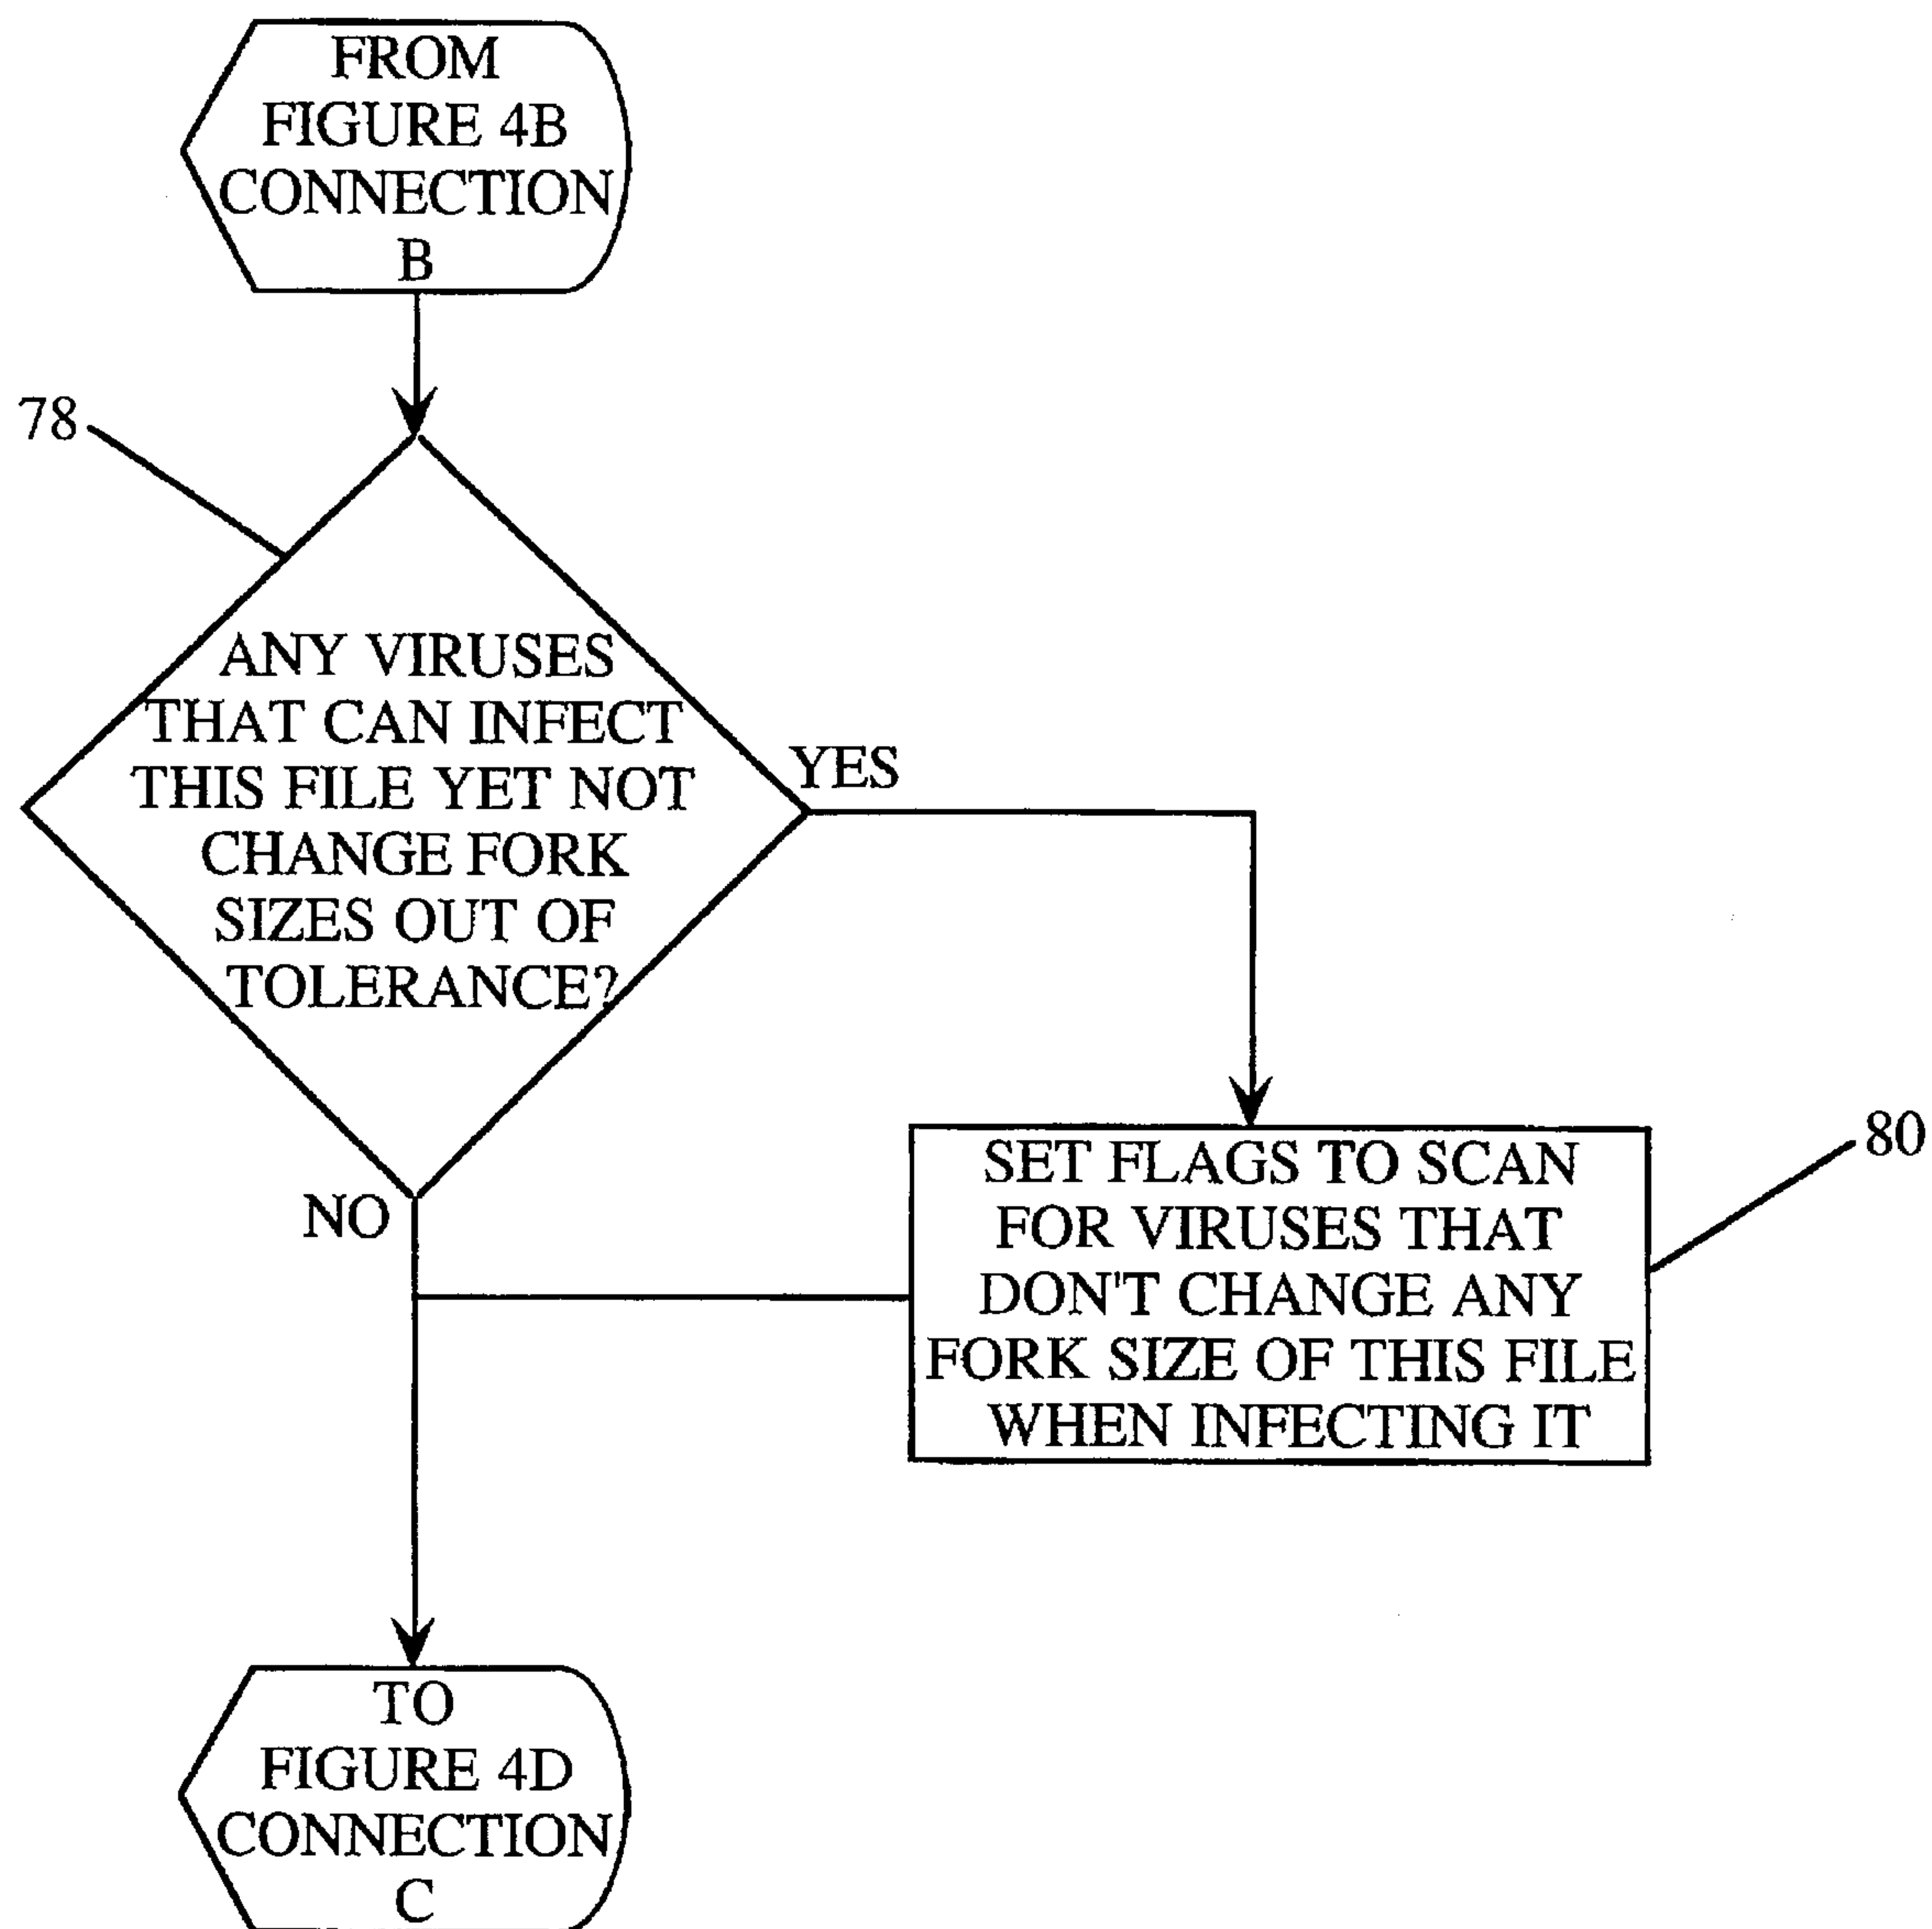 FROM
FIGURE 4B
CONNECTION
B
78
ANY VIRUSES
THAT CAN INFECT
THIS FILE YET NOT
CHANGE FORK
SIZES OUT OF
TOLERANCE?
YES
NO
SET FLAGS TO SCAN
FOR VIRUSES THAT
DON'T CHANGE ANY
FORK SIZE OF THIS FILE
WHEN INFECTING IT
80
TO
FIGURE 4D
CONNECTION
C